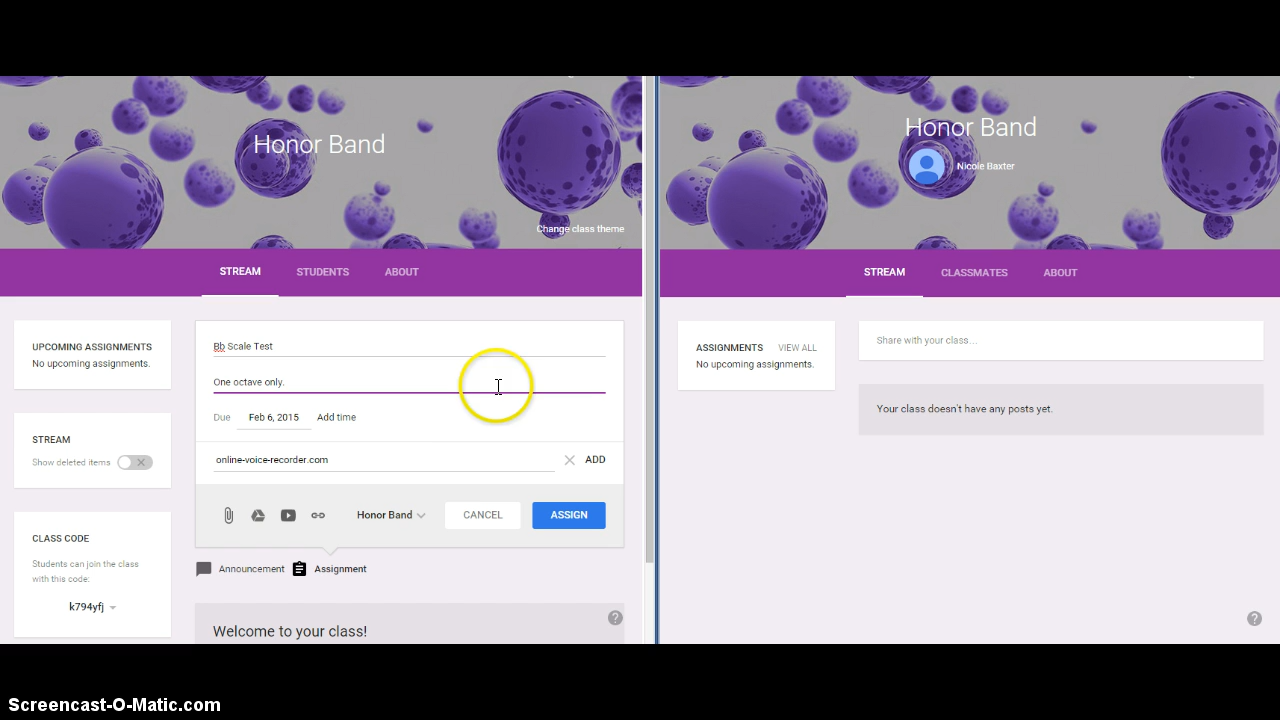 Honor Band
Change class theme
STREAM STUDENTS ABOUT
UPCOMING ASSIGNMENTS
No upcoming assignments.
STREAM
Show deleted items
CLASS CODE
Students can join the class
with this code:
k794yfj
Bb Scale Test
One octave only.
Due Feb 6, 2015 Add time
online-voice-recorder.com ADD
Honor Band CANCEL ASSIGN
Announcement Assignment
Welcome to your class!
?
Honor Band
Nicole Baxter
STREAM CLASSMATES ABOUT
ASSIGNMENTS VIEW ALL
No upcoming assignments.
Share with your class...
Your class doesn't have any posts yet.
?
Screencast-O-Matic.com